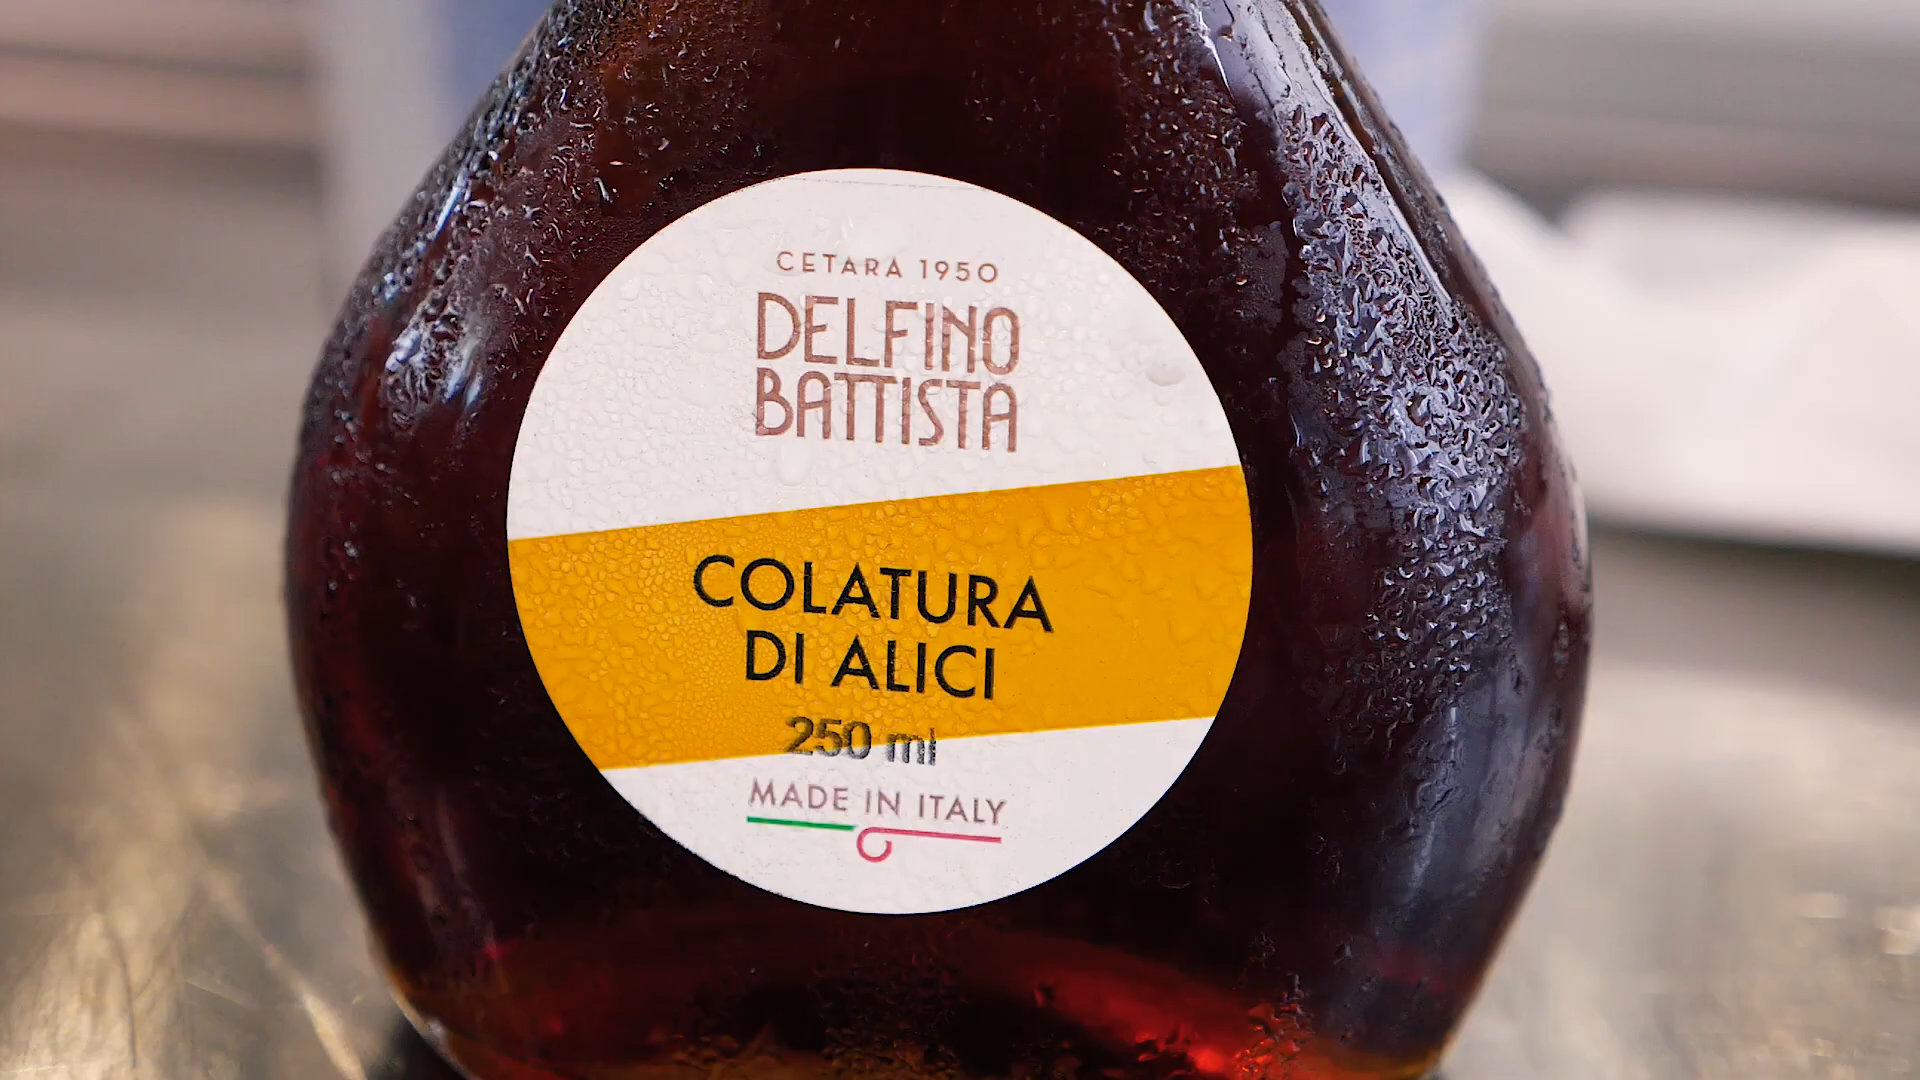 CETARA 1950
DELFINO
BATTISTA
COLATURA
DI ALICI
250 ml
MADE IN ITALY